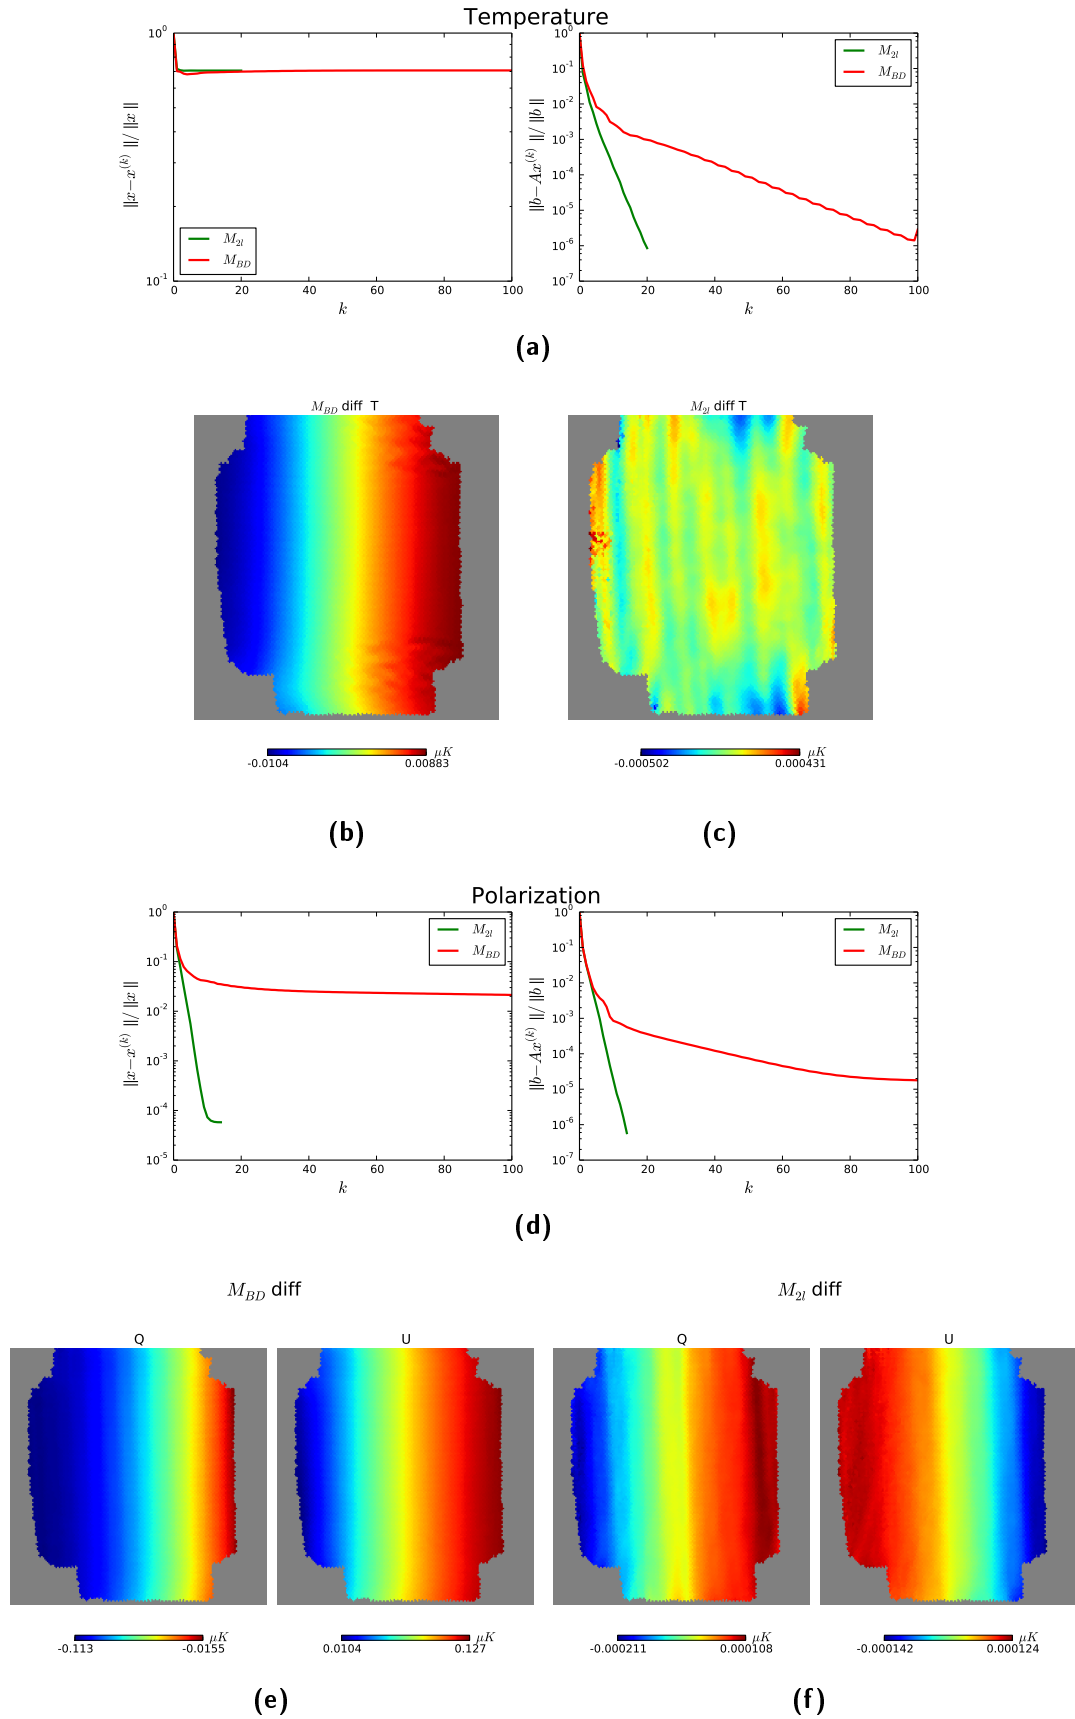 Temperature
10^0
10^-1
||x−x^(k) ||/ ||x ||
M_2l
M_BD
0 20 40 60 80 100
k
10^0
10^-1
10^-2
10^-3
10^-4
10^-5
10^-6
10^-7
||b−Ax^(k) ||/ ||b ||
M_2l
M_BD
0 20 40 60 80 100
k
(a)
M_BD diff T
-0.0104 0.00883 μK
M_2l diff T
-0.000502 0.000431 μK
(b) (c)
Polarization
10^0
10^-1
10^-2
10^-3
10^-4
10^-5
||x−x^(k) ||/ ||x ||
M_2l
M_BD
0 20 40 60 80 100
k
10^0
10^-1
10^-2
10^-3
10^-4
10^-5
10^-6
10^-7
||b−Ax^(k) ||/ ||b ||
M_2l
M_BD
0 20 40 60 80 100
k
(d)
M_BD diff
Q U
-0.113 -0.0155 μK
0.0104 0.127 μK
(e)
M_2l diff
Q U
-0.000211 0.000108 μK
-0.000142 0.000124 μK
(f)